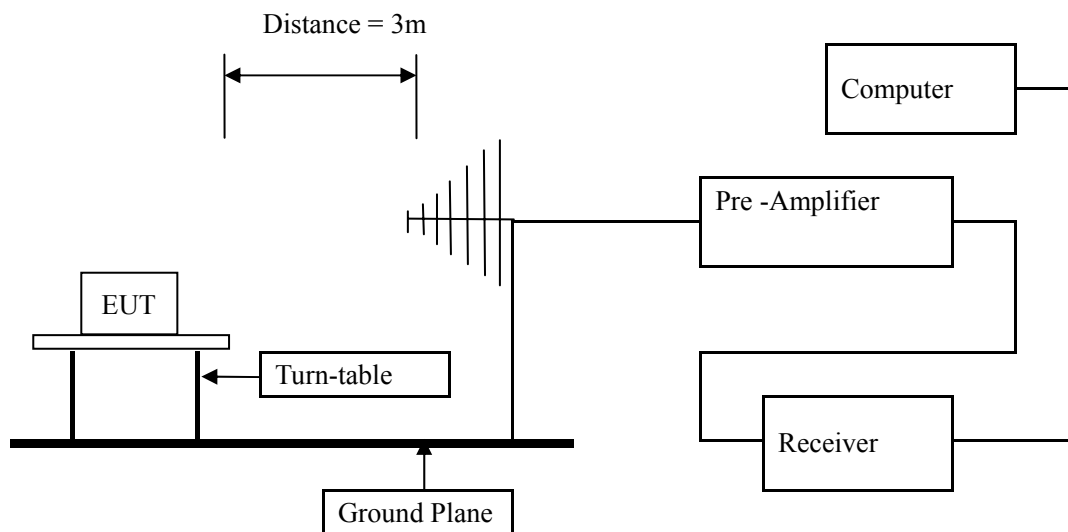 Distance = 3m
Computer
Pre -Amplifier
EUT
Turn-table
Receiver
Ground Plane